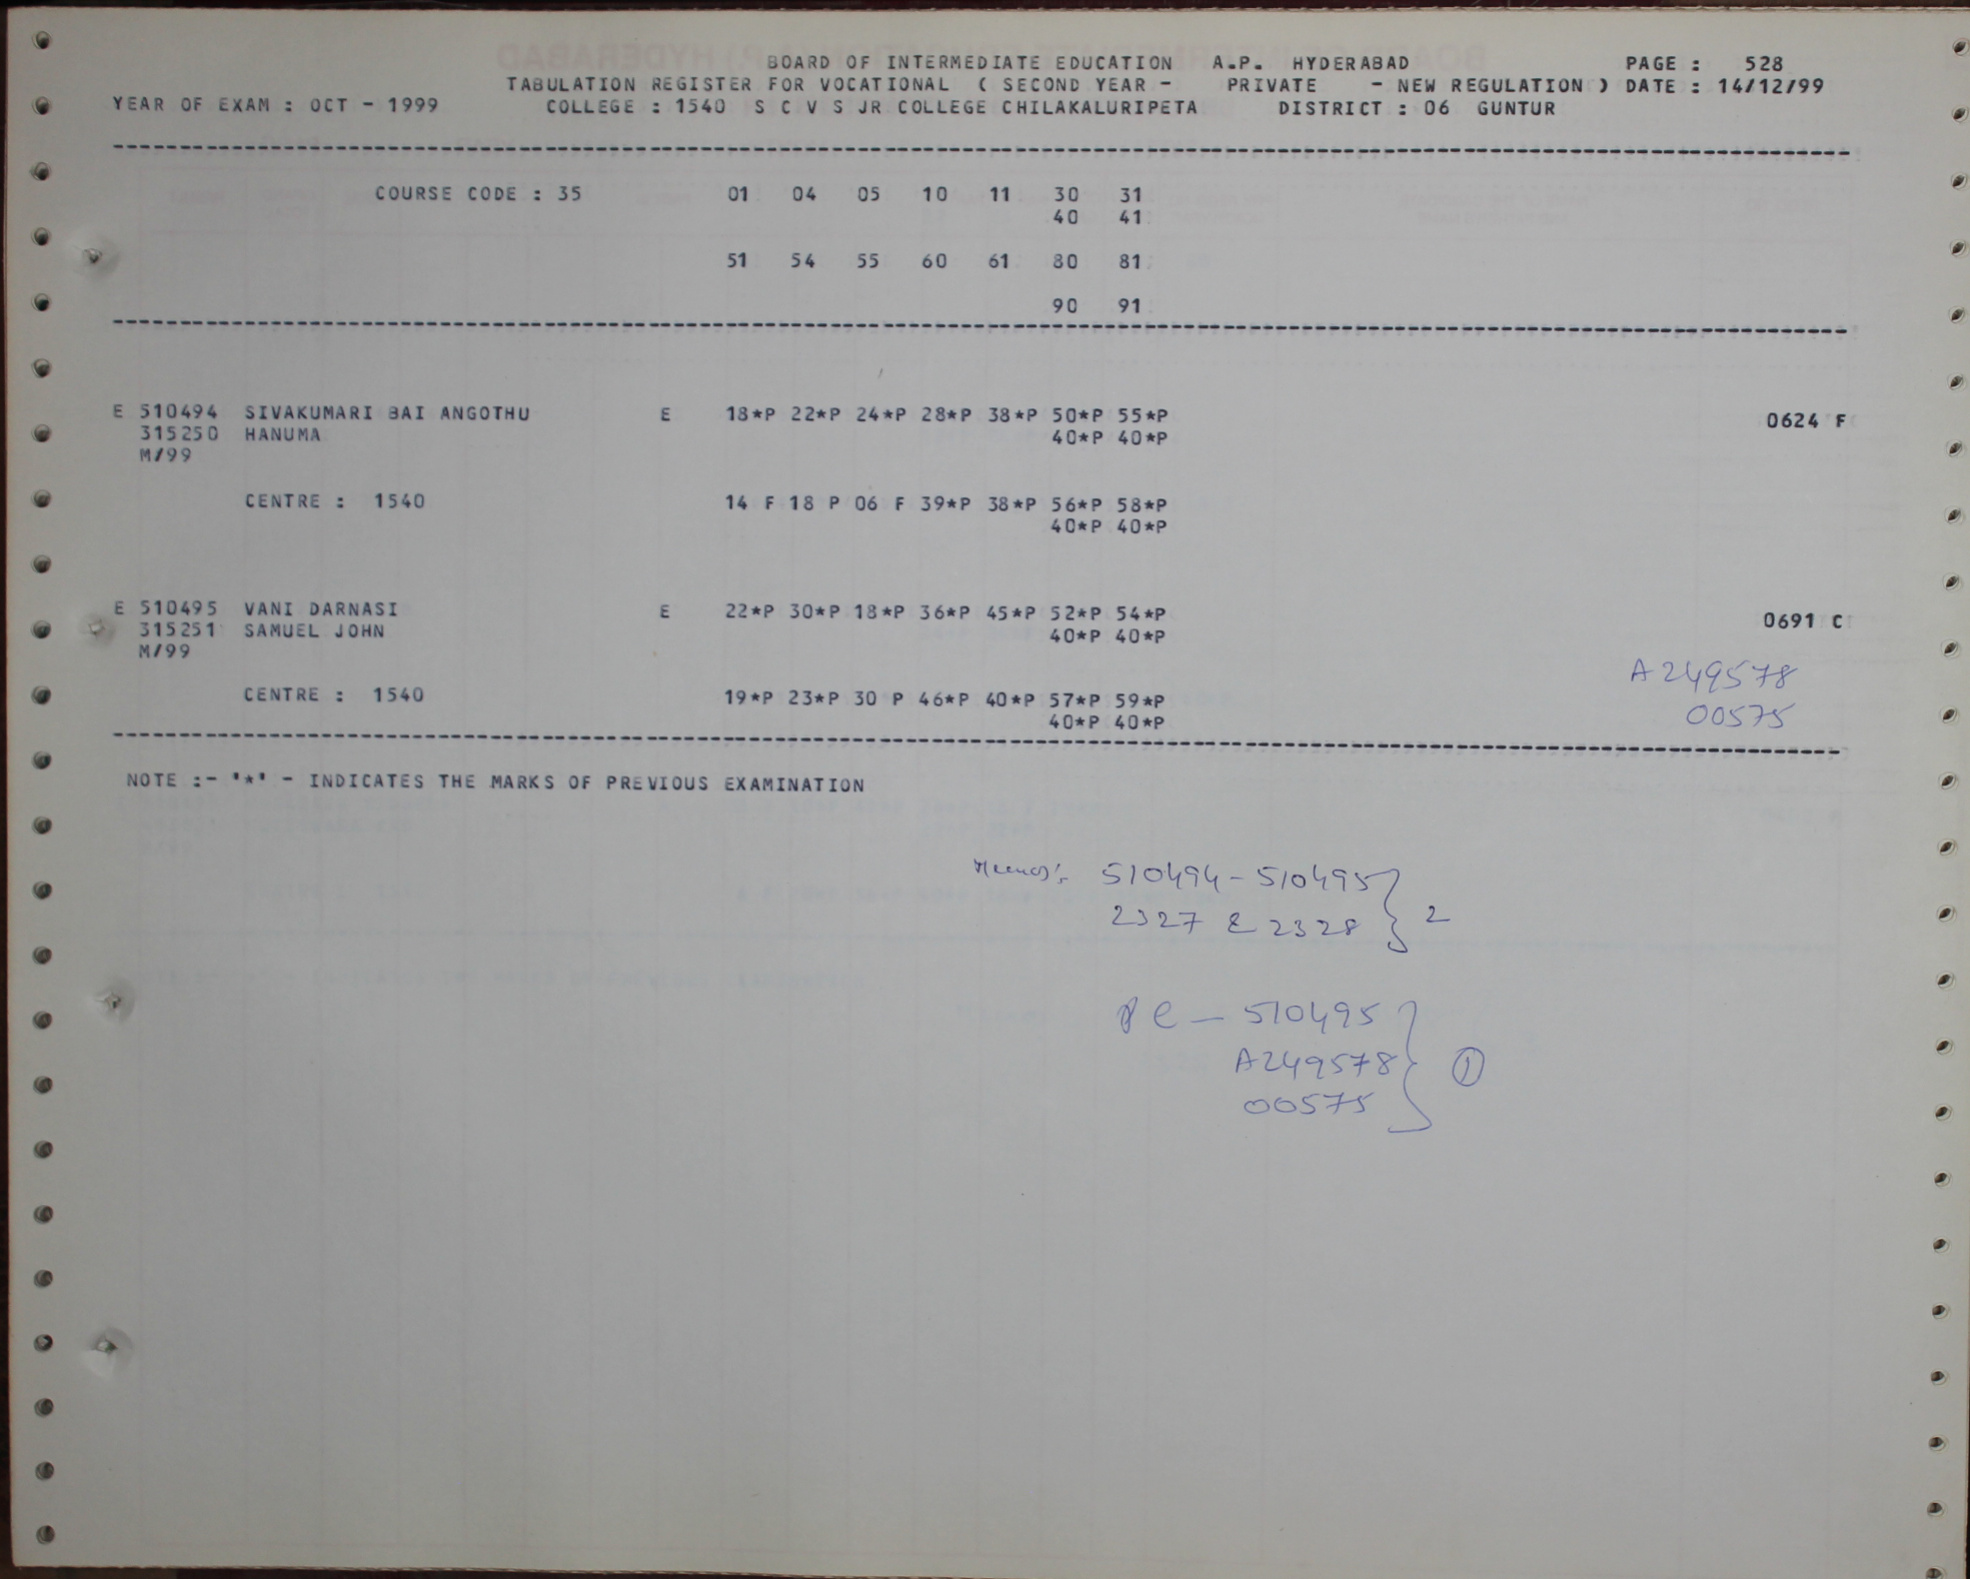 BOARD OF INTERMEDIATE EDUCATION A.P. HYDERABAD PAGE : 528
TABULATION REGISTER FOR VOCATIONAL ( SECOND YEAR - PRIVATE - NEW REGULATION ) DATE : 14/12/99
YEAR OF EXAM : OCT - 1999 COLLEGE : 1540 S C V S JR COLLEGE CHILAKALURIPETA DISTRICT : 06 GUNTUR
COURSE CODE : 35 01 04 05 10 11 30 31
40 41
51 54 55 60 61 80 81
90 91
E 510494 SIVAKUMARI BAI ANGOTHU E 18*P 22*P 24*P 28*P 38*P 50*P 55*P 0624 F
315250 HANUMA 40*P 40*P
M/99
CENTRE : 1540 14 F 18 P 06 F 39*P 38*P 56*P 58*P
40*P 40*P
E 510495 VANI DARNASI E 22*P 30*P 18*P 36*P 45*P 52*P 54*P 0691 C
315251 SAMUEL JOHN 40*P 40*P
M/99
A249578
CENTRE : 1540 19*P 23*P 30 P 46*P 40*P 57*P 59*P
00575
40*P 40*P
NOTE :- '*' - INDICATES THE MARKS OF PREVIOUS EXAMINATION
510494-510495
2327 & 2328 } 2
PC - 510495
A249578 } 1
00575